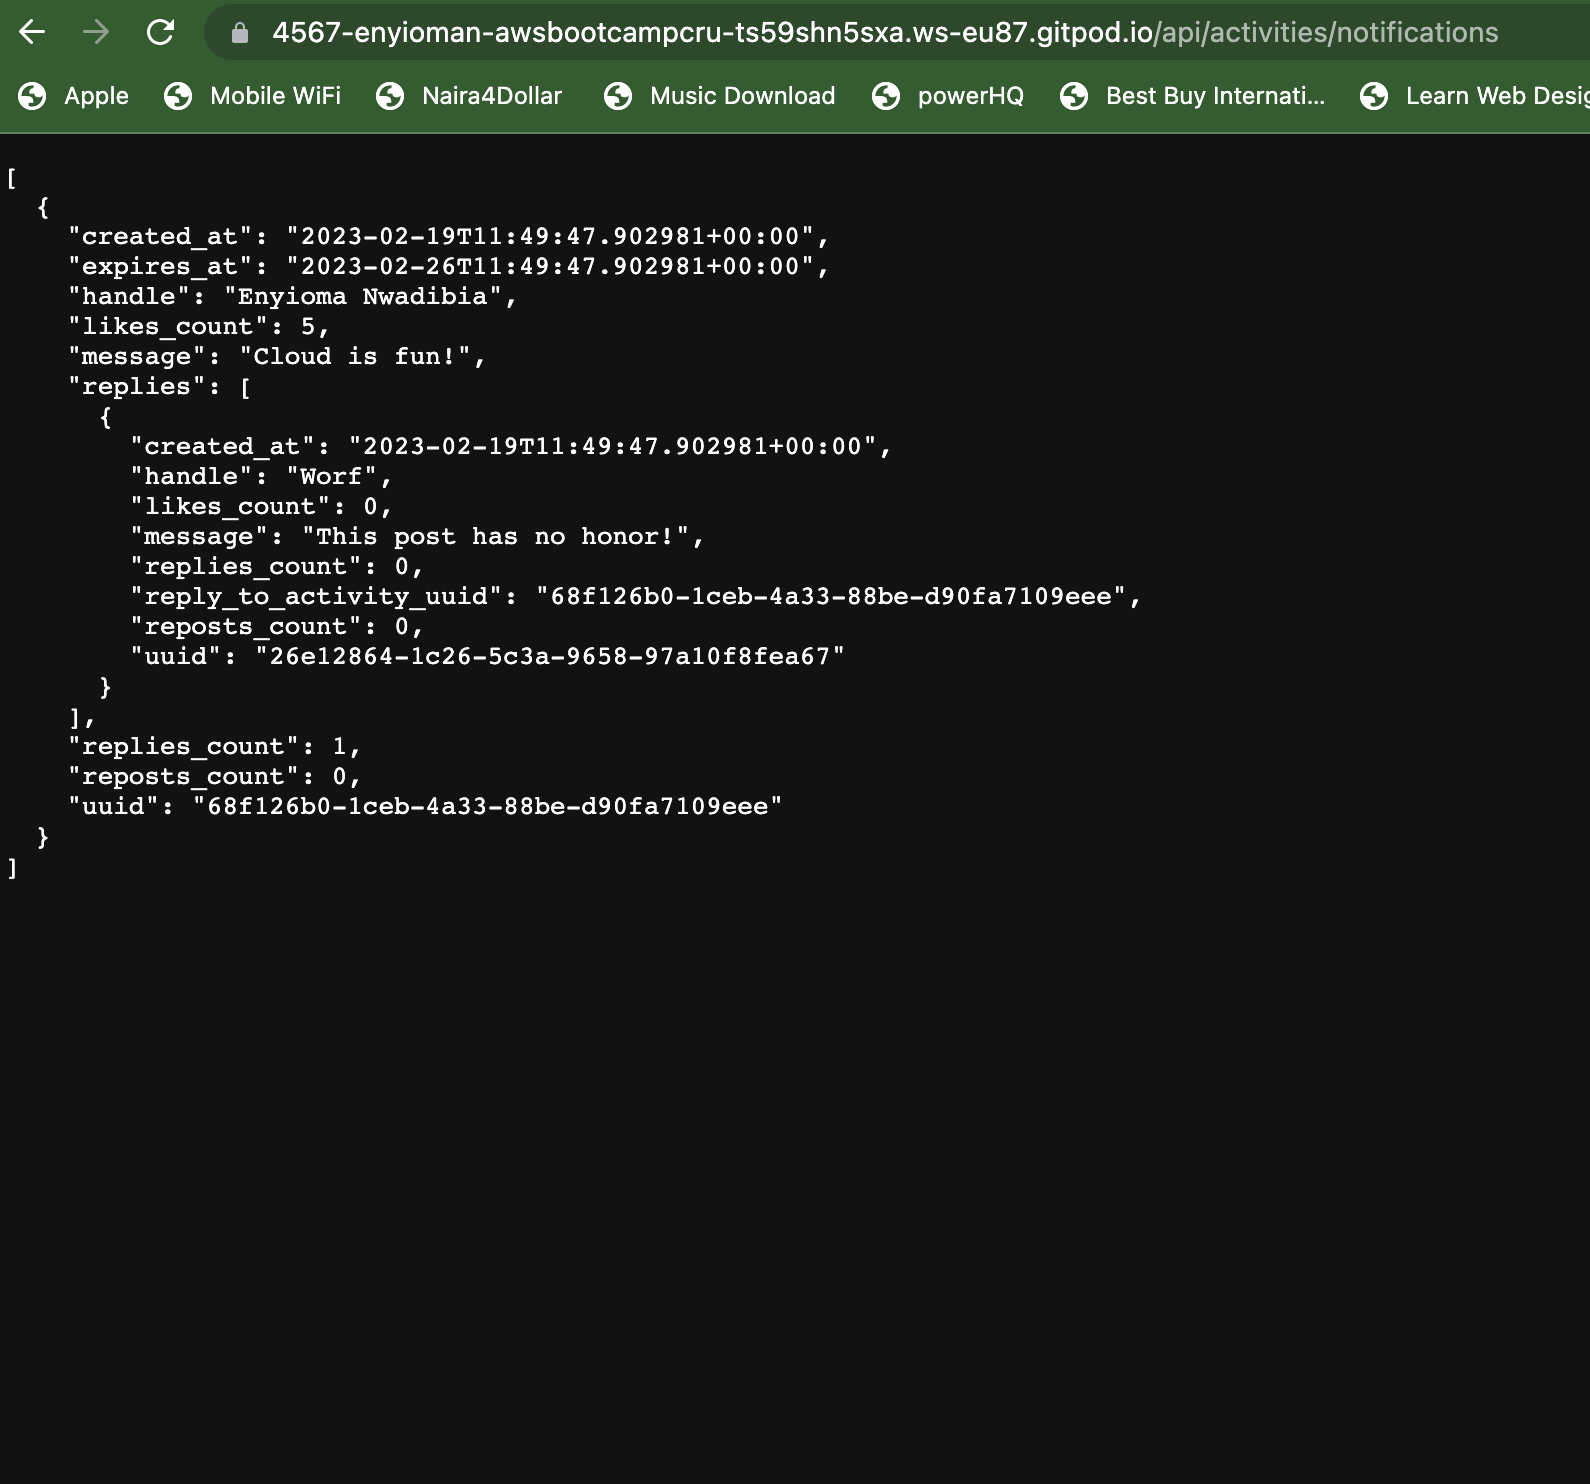 4567-enyioman-awsbootcampcru-ts59shn5sxa.ws-eu87.gitpod.io/api/activities/notifications
Apple Mobile WiFi Naira4Dollar Music Download powerHQ Best Buy Internati... Learn Web Desig
[
  {
    "created_at": "2023-02-19T11:49:47.902981+00:00",
    "expires_at": "2023-02-26T11:49:47.902981+00:00",
    "handle": "Enyioma Nwadibia",
    "likes_count": 5,
    "message": "Cloud is fun!",
    "replies": [
      {
        "created_at": "2023-02-19T11:49:47.902981+00:00",
        "handle": "Worf",
        "likes_count": 0,
        "message": "This post has no honor!",
        "replies_count": 0,
        "reply_to_activity_uuid": "68f126b0-1ceb-4a33-88be-d90fa7109eee",
        "reposts_count": 0,
        "uuid": "26e12864-1c26-5c3a-9658-97a10f8fea67"
      }
    ],
    "replies_count": 1,
    "reposts_count": 0,
    "uuid": "68f126b0-1ceb-4a33-88be-d90fa7109eee"
  }
]